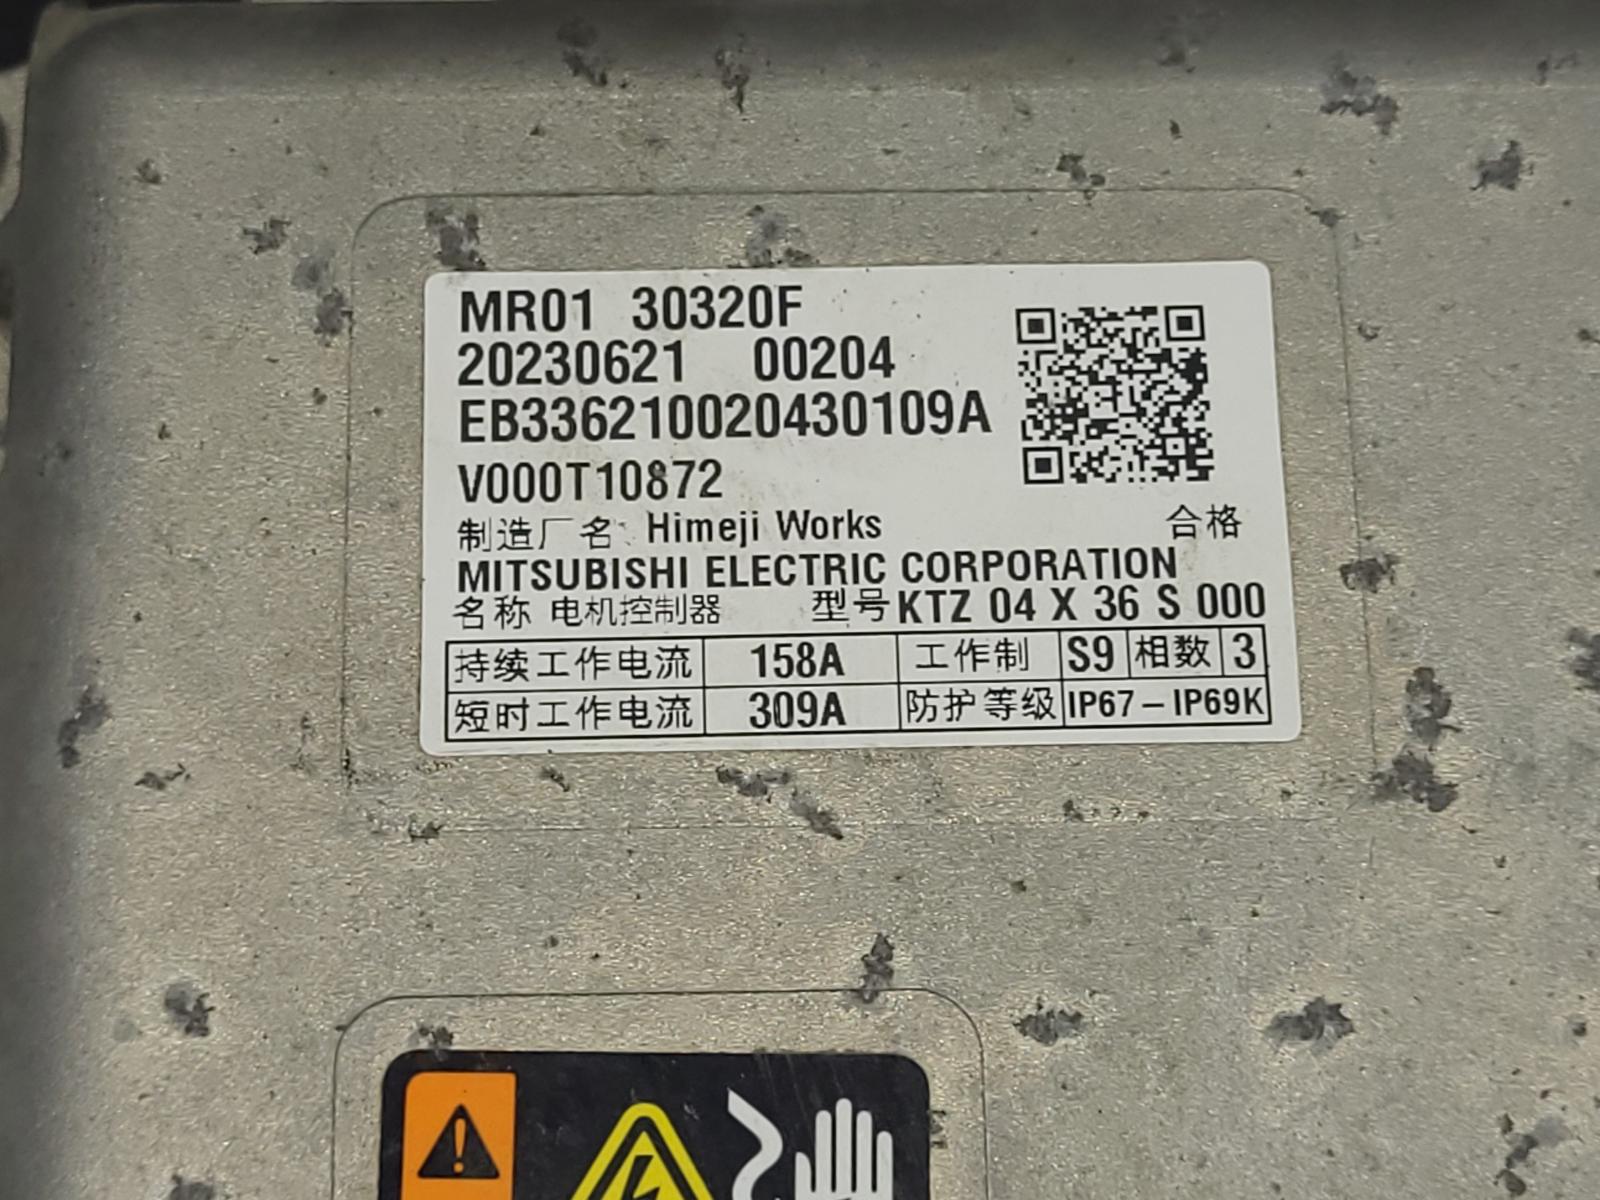 MR01 30320F
20230621 00204
EB336210020430109A
V000T10872
制造厂名: Himeji Works 合格
MITSUBISHI ELECTRIC CORPORATION
名称 电机控制器 型号 KTZ 04 X 36 S 000
持续工作电流 158A 工作制 S9 相数 3
短时工作电流 309A 防护等级 IP67-IP69K